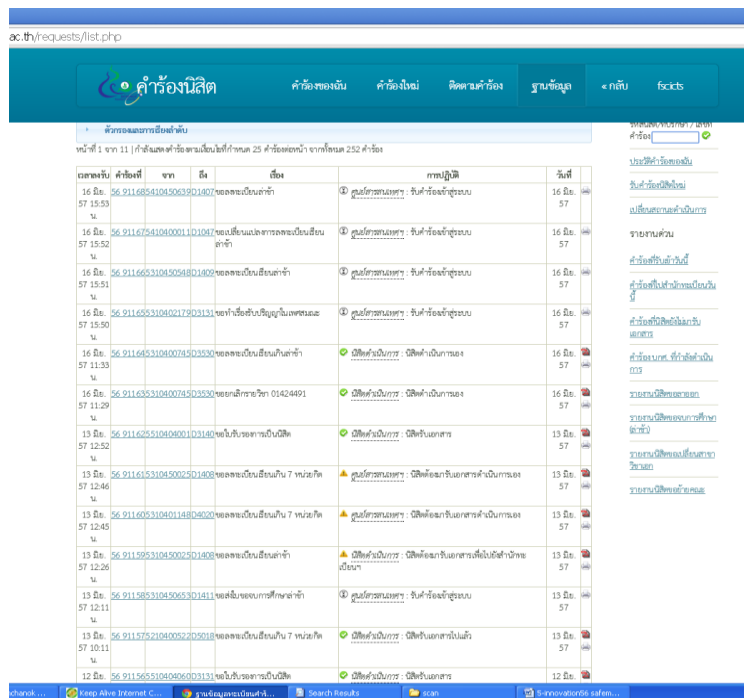 ac.th/requests/list.php
คำร้องนิสิต คำร้องของฉัน คำร้องใหม่ ติดตามคำร้อง ฐานข้อมูล « กลับ fscicts
ตัวกรองและการเรียงลำดับ
หน้าที่ 1 จาก 11 | กำลังแสดงคำร้องตามเงื่อนไขที่กำหนด 25 คำร้องต่อหน้า จากทั้งหมด 252 คำร้อง
เวลาลงรับ คำร้องที่ จาก ถึง เรื่อง การปฏิบัติ วันที่
16 มิย. 56 911685410450639D1407 ขอลงทะเบียนล่าช้า ศูนย์สารสนเทศฯ : รับคำร้องเข้าสู่ระบบ 16 มิย.
57 15:53 57
น.
16 มิย. 56 911675410400011D1047 ขอเปลี่ยนแปลงการลงทะเบียนเรียน ศูนย์สารสนเทศฯ : รับคำร้องเข้าสู่ระบบ 16 มิย.
57 15:52 ล่าช้า 57
น.
16 มิย. 56 911665310450548D1409 ขอลงทะเบียนเรียนล่าช้า ศูนย์สารสนเทศฯ : รับคำร้องเข้าสู่ระบบ 16 มิย.
57 15:51 57
น.
16 มิย. 56 911655310402179D3131 ขอทำเรื่องรับปริญญาในเพศสมณะ ศูนย์สารสนเทศฯ : รับคำร้องเข้าสู่ระบบ 16 มิย.
57 15:50 57
น.
16 มิย. 56 911645310400745D3530 ขอลงทะเบียนเรียนเกินล่าช้า นิสิตดำเนินการ : นิสิตดำเนินการเอง 16 มิย.
57 11:33 57
น.
16 มิย. 56 911635310400745D3530 ขอยกเลิกรายวิชา 01424491 นิสิตดำเนินการ : นิสิตดำเนินการเอง 16 มิย.
57 11:29 57
น.
13 มิย. 56 911625510404001D3140 ขอใบรับรองการเป็นนิสิต นิสิตดำเนินการ : นิสิตรับเอกสาร 13 มิย.
57 12:52 57
น.
13 มิย. 56 911615310450025D1408 ขอลงทะเบียนเรียนเกิน 7 หน่วยกิต ศูนย์สารสนเทศฯ : นิสิตต้องมารับเอกสารดำเนินการเอง 13 มิย.
57 12:46 57
น.
13 มิย. 56 911605310401148D4020 ขอลงทะเบียนเรียนเกิน 7 หน่วยกิต ศูนย์สารสนเทศฯ : นิสิตต้องมารับเอกสารดำเนินการเอง 13 มิย.
57 12:45 57
น.
13 มิย. 56 911595310450025D1408 ขอลงทะเบียนเรียนล่าช้า นิสิตดำเนินการ : นิสิตต้องมารับเอกสารเพื่อไปยังสำนักทะ 13 มิย.
57 12:26 เบียนฯ 57
น.
13 มิย. 56 911585310450653D1411 ขอส่งใบขอจบการศึกษาล่าช้า ศูนย์สารสนเทศฯ : รับคำร้องเข้าสู่ระบบ 13 มิย.
57 12:11 57
น.
13 มิย. 56 911575210400522D5018 ขอลงทะเบียนเรียนเกิน 7 หน่วยกิต นิสิตดำเนินการ : นิสิตรับเอกสารไปแล้ว 13 มิย.
57 10:11 57
น.
12 มิย. 56 911565510404060D3131 ขอใบรับรองการเป็นนิสิต นิสิตดำเนินการ : นิสิตรับเอกสาร 12 มิย.
รหัสนิสิต/ที่ปรึกษา / เลขที่
คำร้อง
ประวัติคำร้องของฉัน
รับคำร้องนิสิตใหม่
เปลี่ยนสถานะดำเนินการ
รายงานด่วน
คำร้องที่รับเข้าวันนี้
คำร้องที่ไปสำนักทะเบียนวัน
นี้
คำร้องที่นิสิตยังไม่มารับ
เอกสาร
คำร้อง บกศ. ที่กำลังดำเนิน
การ
รายงานนิสิตขอลาออก
รายงานนิสิตขอจบการศึกษา
(ล่าช้า)
รายงานนิสิตขอเปลี่ยนสาขา
วิชาเอก
รายงานนิสิตขอย้ายคณะ
chanok ... Keep Alive Internet C... ฐานข้อมูลทะเบียนคำร้... Search Results scan 5-innovation56 safem...